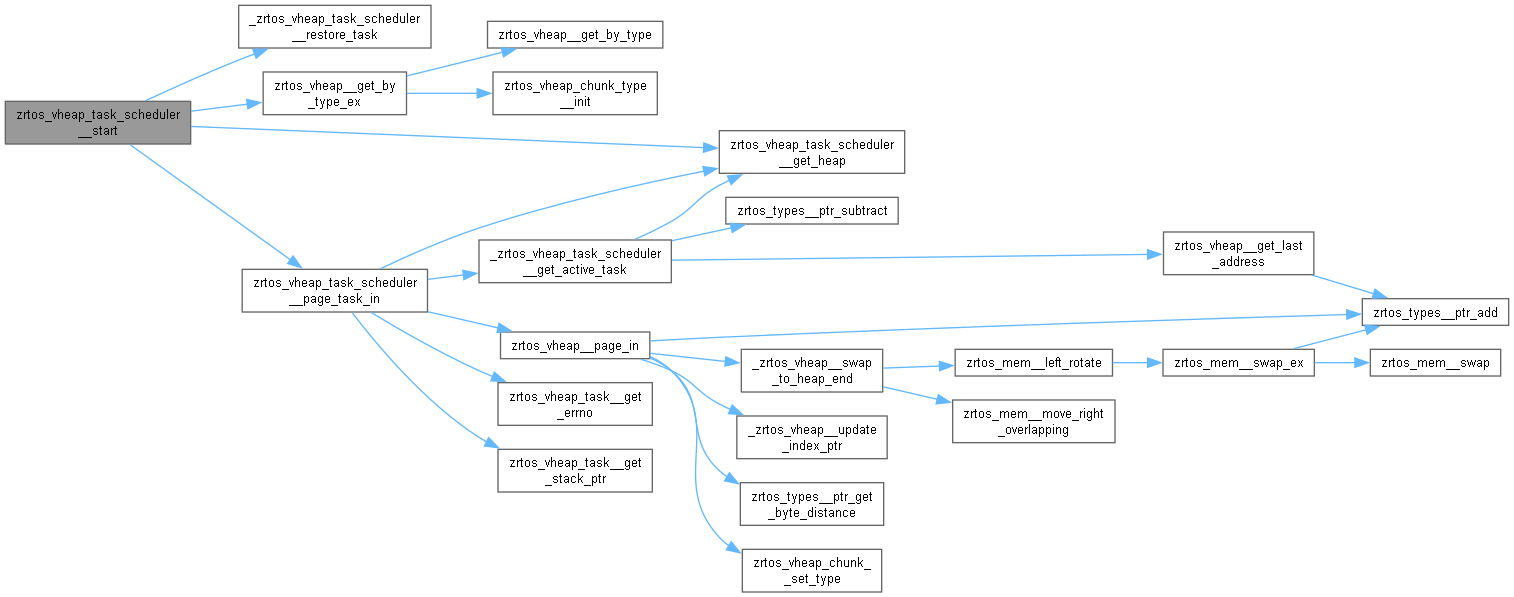 zrtos_vheap_task_scheduler
__start
_zrtos_vheap_task_scheduler
__restore_task
zrtos_vheap__get_by
_type_ex
zrtos_vheap__get_by_type
zrtos_vheap_chunk_type
__init
zrtos_vheap_task_scheduler
__get_heap
zrtos_vheap_task_scheduler
__page_task_in
_zrtos_vheap_task_scheduler
__get_active_task
zrtos_types__ptr_subtract
zrtos_vheap__get_last
_address
zrtos_types__ptr_add
zrtos_vheap__page_in
_zrtos_vheap__swap
_to_heap_end
zrtos_mem__left_rotate
zrtos_mem__swap_ex
zrtos_mem__swap
zrtos_mem__move_right
_overlapping
_zrtos_vheap__update
_index_ptr
zrtos_types__ptr_get
_byte_distance
zrtos_vheap_chunk_
_set_type
zrtos_vheap_task__get
_errno
zrtos_vheap_task__get
_stack_ptr